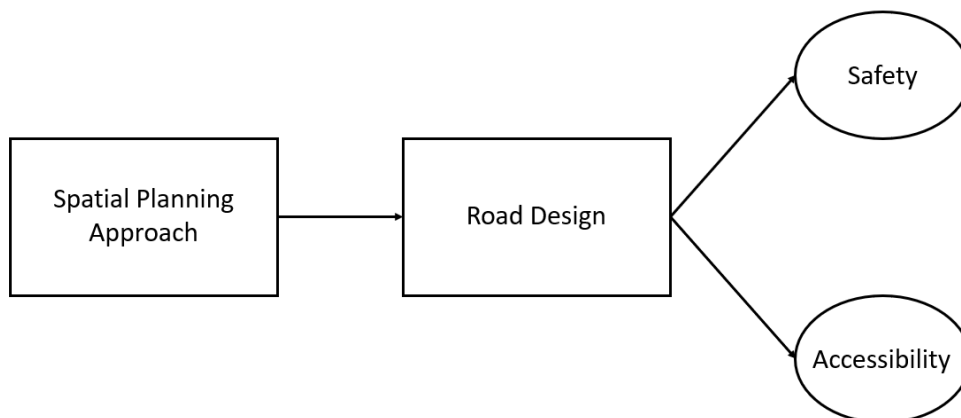 Safety
Spatial Planning
Approach
Road Design
Accessibility